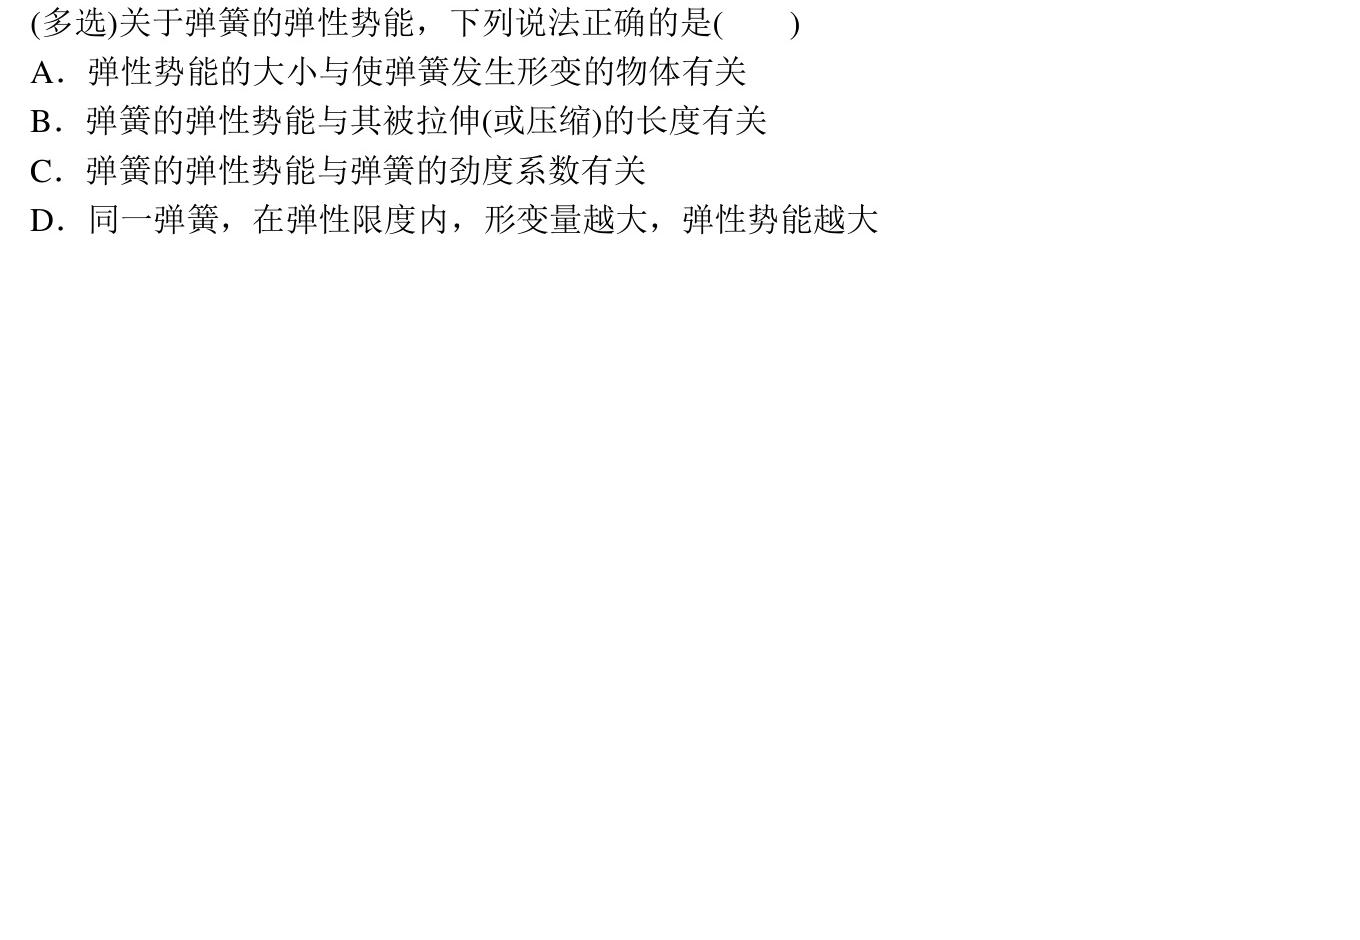 (多选)关于弹簧的弹性势能，下列说法正确的是(　　)
A．弹性势能的大小与使弹簧发生形变的物体有关
B．弹簧的弹性势能与其被拉伸(或压缩)的长度有关
C．弹簧的弹性势能与弹簧的劲度系数有关
D．同一弹簧，在弹性限度内，形变量越大，弹性势能越大